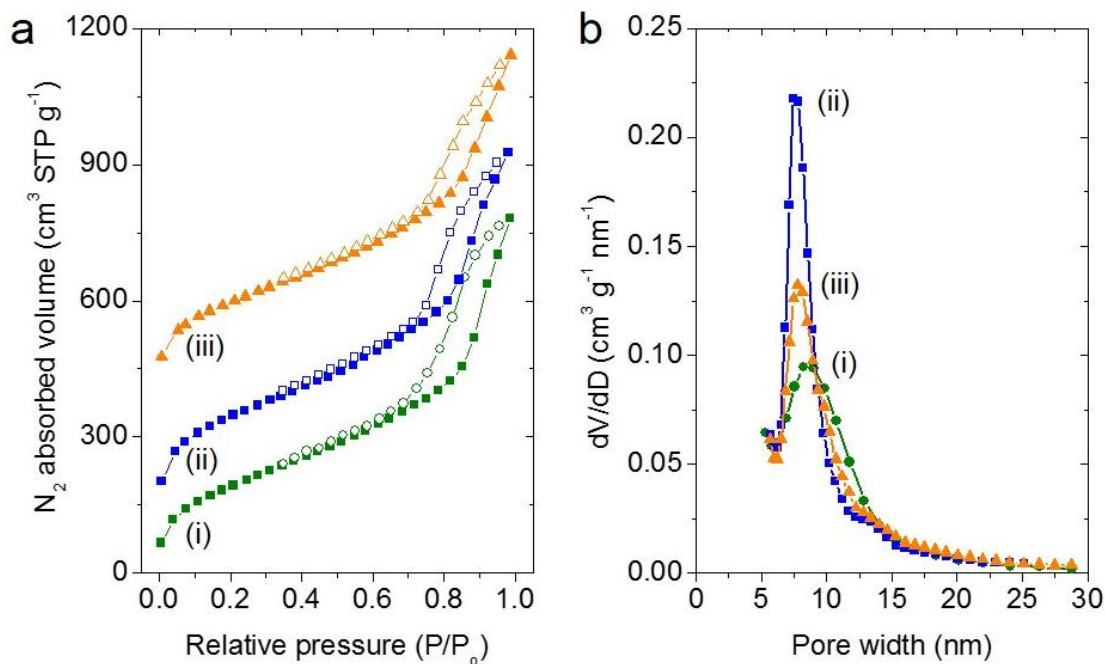 a
1200
900
600
300
0
N₂ absorbed volume (cm³ STP g⁻¹)
(iii)
(ii)
(i)
0.0 0.2 0.4 0.6 0.8 1.0
Relative pressure (P/Pₒ)
b
0.25
0.20
0.15
0.10
0.05
0.00
dV/dD (cm³ g⁻¹ nm⁻¹)
(ii)
(iii)
(i)
0 5 10 15 20 25 30
Pore width (nm)